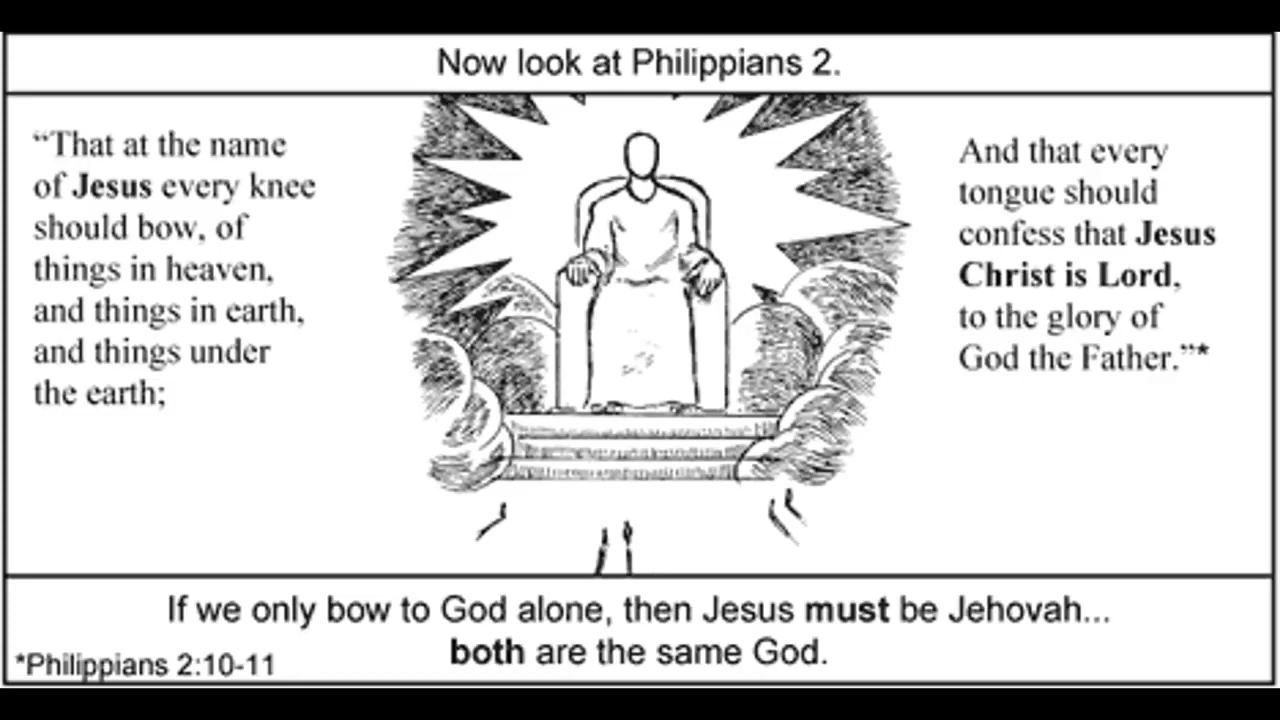 Now look at Philippians 2.
“That at the name
of Jesus every knee
should bow, of
things in heaven,
and things in earth,
and things under
the earth;
And that every
tongue should
confess that Jesus
Christ is Lord,
to the glory of
God the Father.”*
If we only bow to God alone, then Jesus must be Jehovah...
both are the same God.
*Philippians 2:10-11